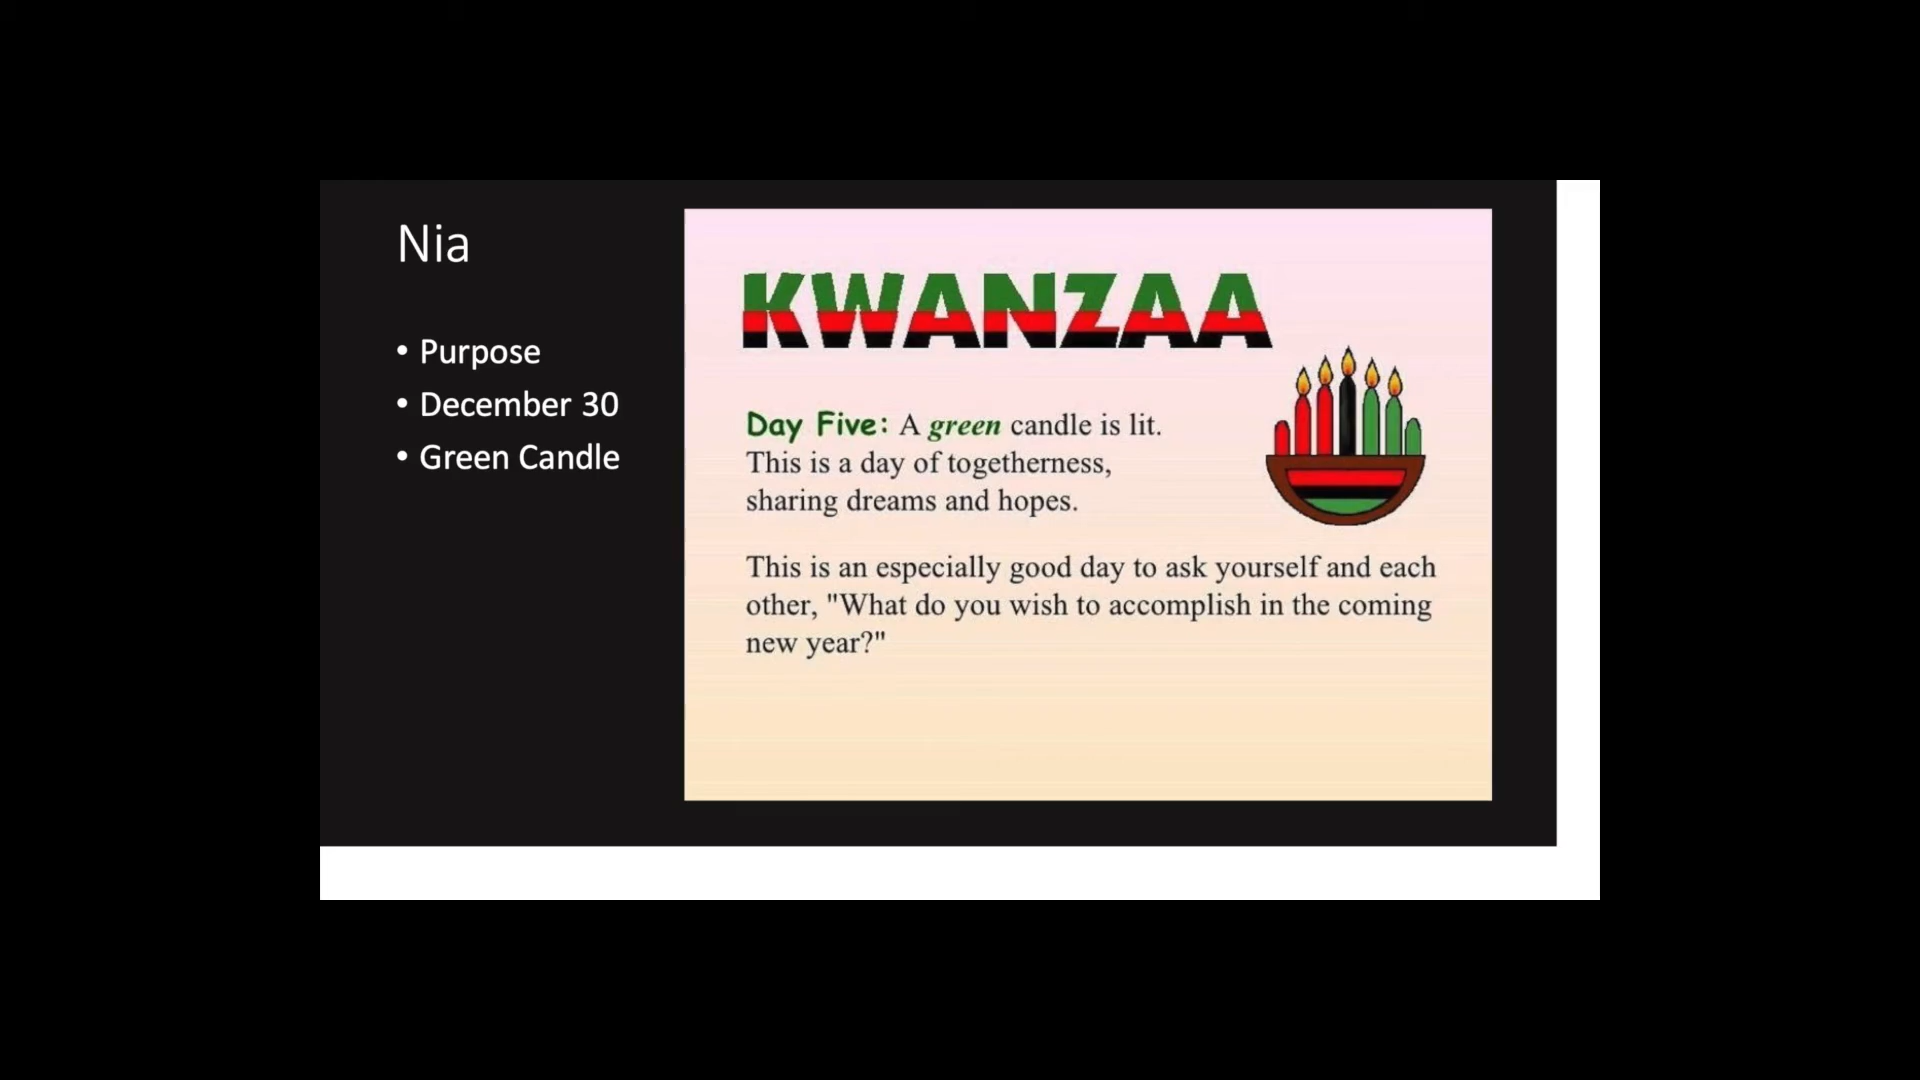 Nia
• Purpose
• December 30
• Green Candle
KWANZAA
Day Five: A green candle is lit.
This is a day of togetherness,
sharing dreams and hopes.
This is an especially good day to ask yourself and each
other, "What do you wish to accomplish in the coming
new year?"